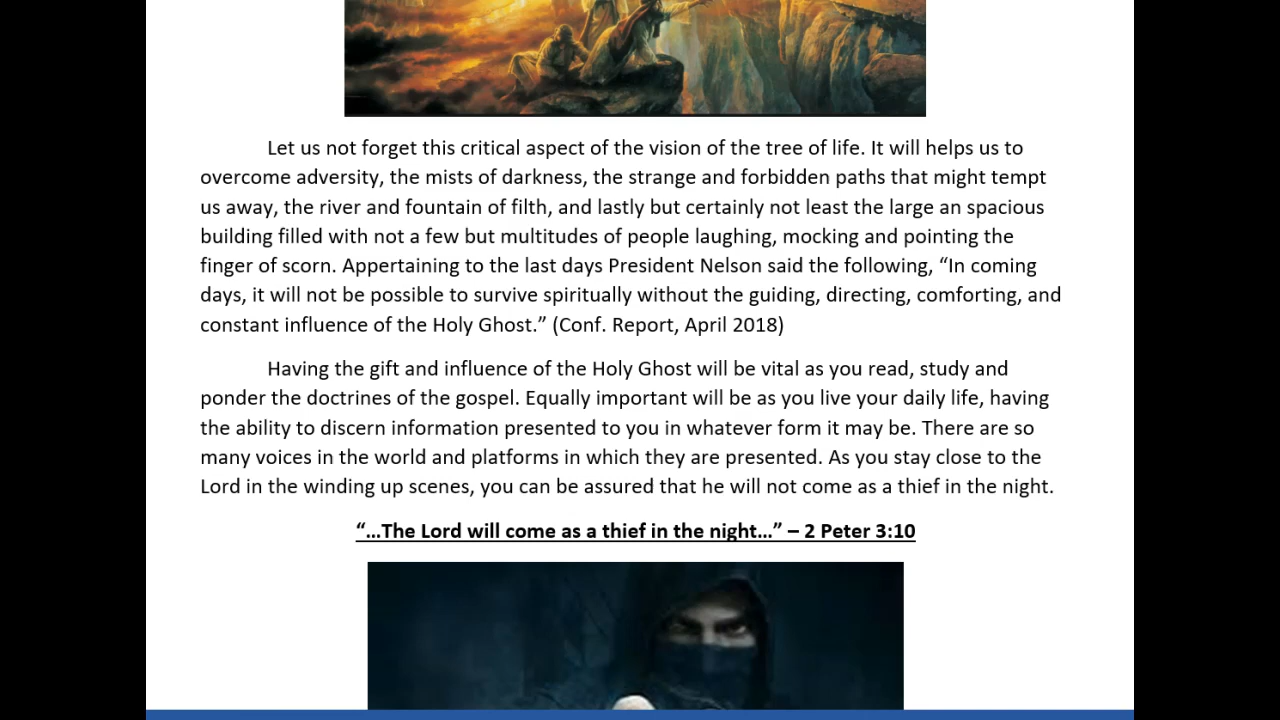 Let us not forget this critical aspect of the vision of the tree of life. It will helps us to
overcome adversity, the mists of darkness, the strange and forbidden paths that might tempt
us away, the river and fountain of filth, and lastly but certainly not least the large an spacious
building filled with not a few but multitudes of people laughing, mocking and pointing the
finger of scorn. Appertaining to the last days President Nelson said the following, “In coming
days, it will not be possible to survive spiritually without the guiding, directing, comforting, and
constant influence of the Holy Ghost.” (Conf. Report, April 2018)
Having the gift and influence of the Holy Ghost will be vital as you read, study and
ponder the doctrines of the gospel. Equally important will be as you live your daily life, having
the ability to discern information presented to you in whatever form it may be. There are so
many voices in the world and platforms in which they are presented. As you stay close to the
Lord in the winding up scenes, you can be assured that he will not come as a thief in the night.
“…The Lord will come as a thief in the night…” – 2 Peter 3:10